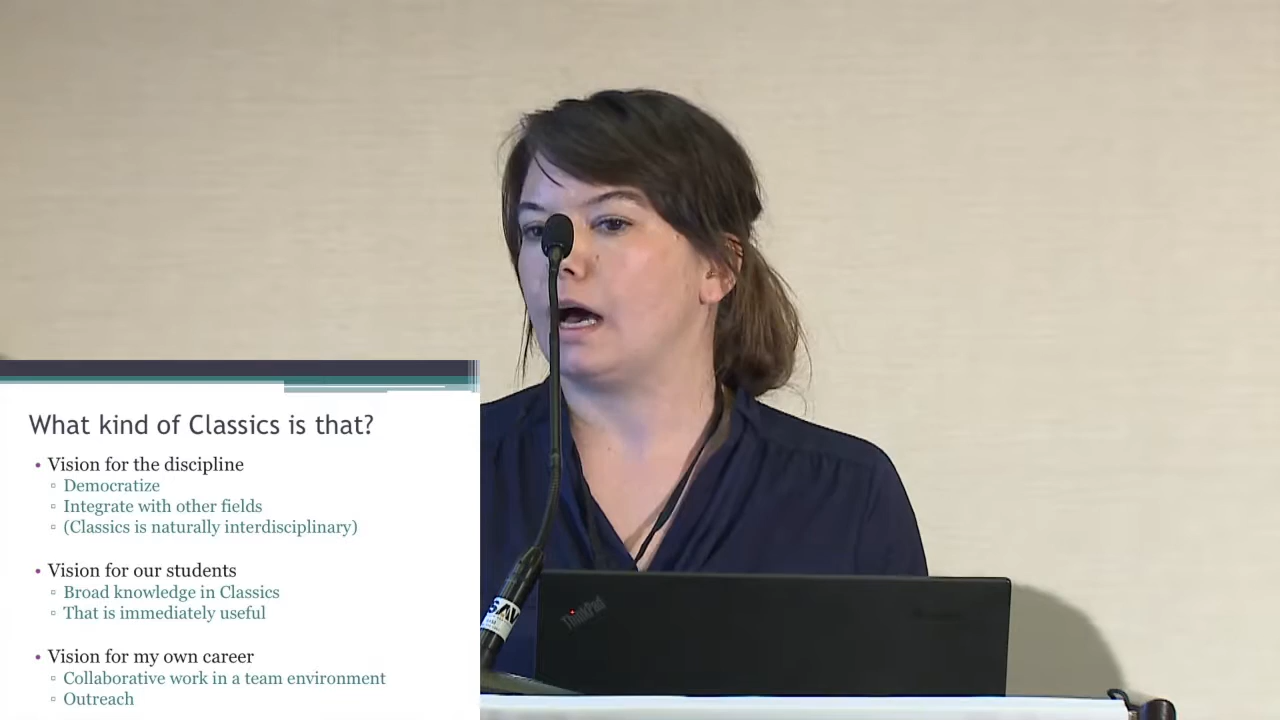 What kind of Classics is that?
• Vision for the discipline
▫ Democratize
▫ Integrate with other fields
▫ (Classics is naturally interdisciplinary)
• Vision for our students
▫ Broad knowledge in Classics
▫ That is immediately useful
• Vision for my own career
▫ Collaborative work in a team environment
▫ Outreach
ThinkPad